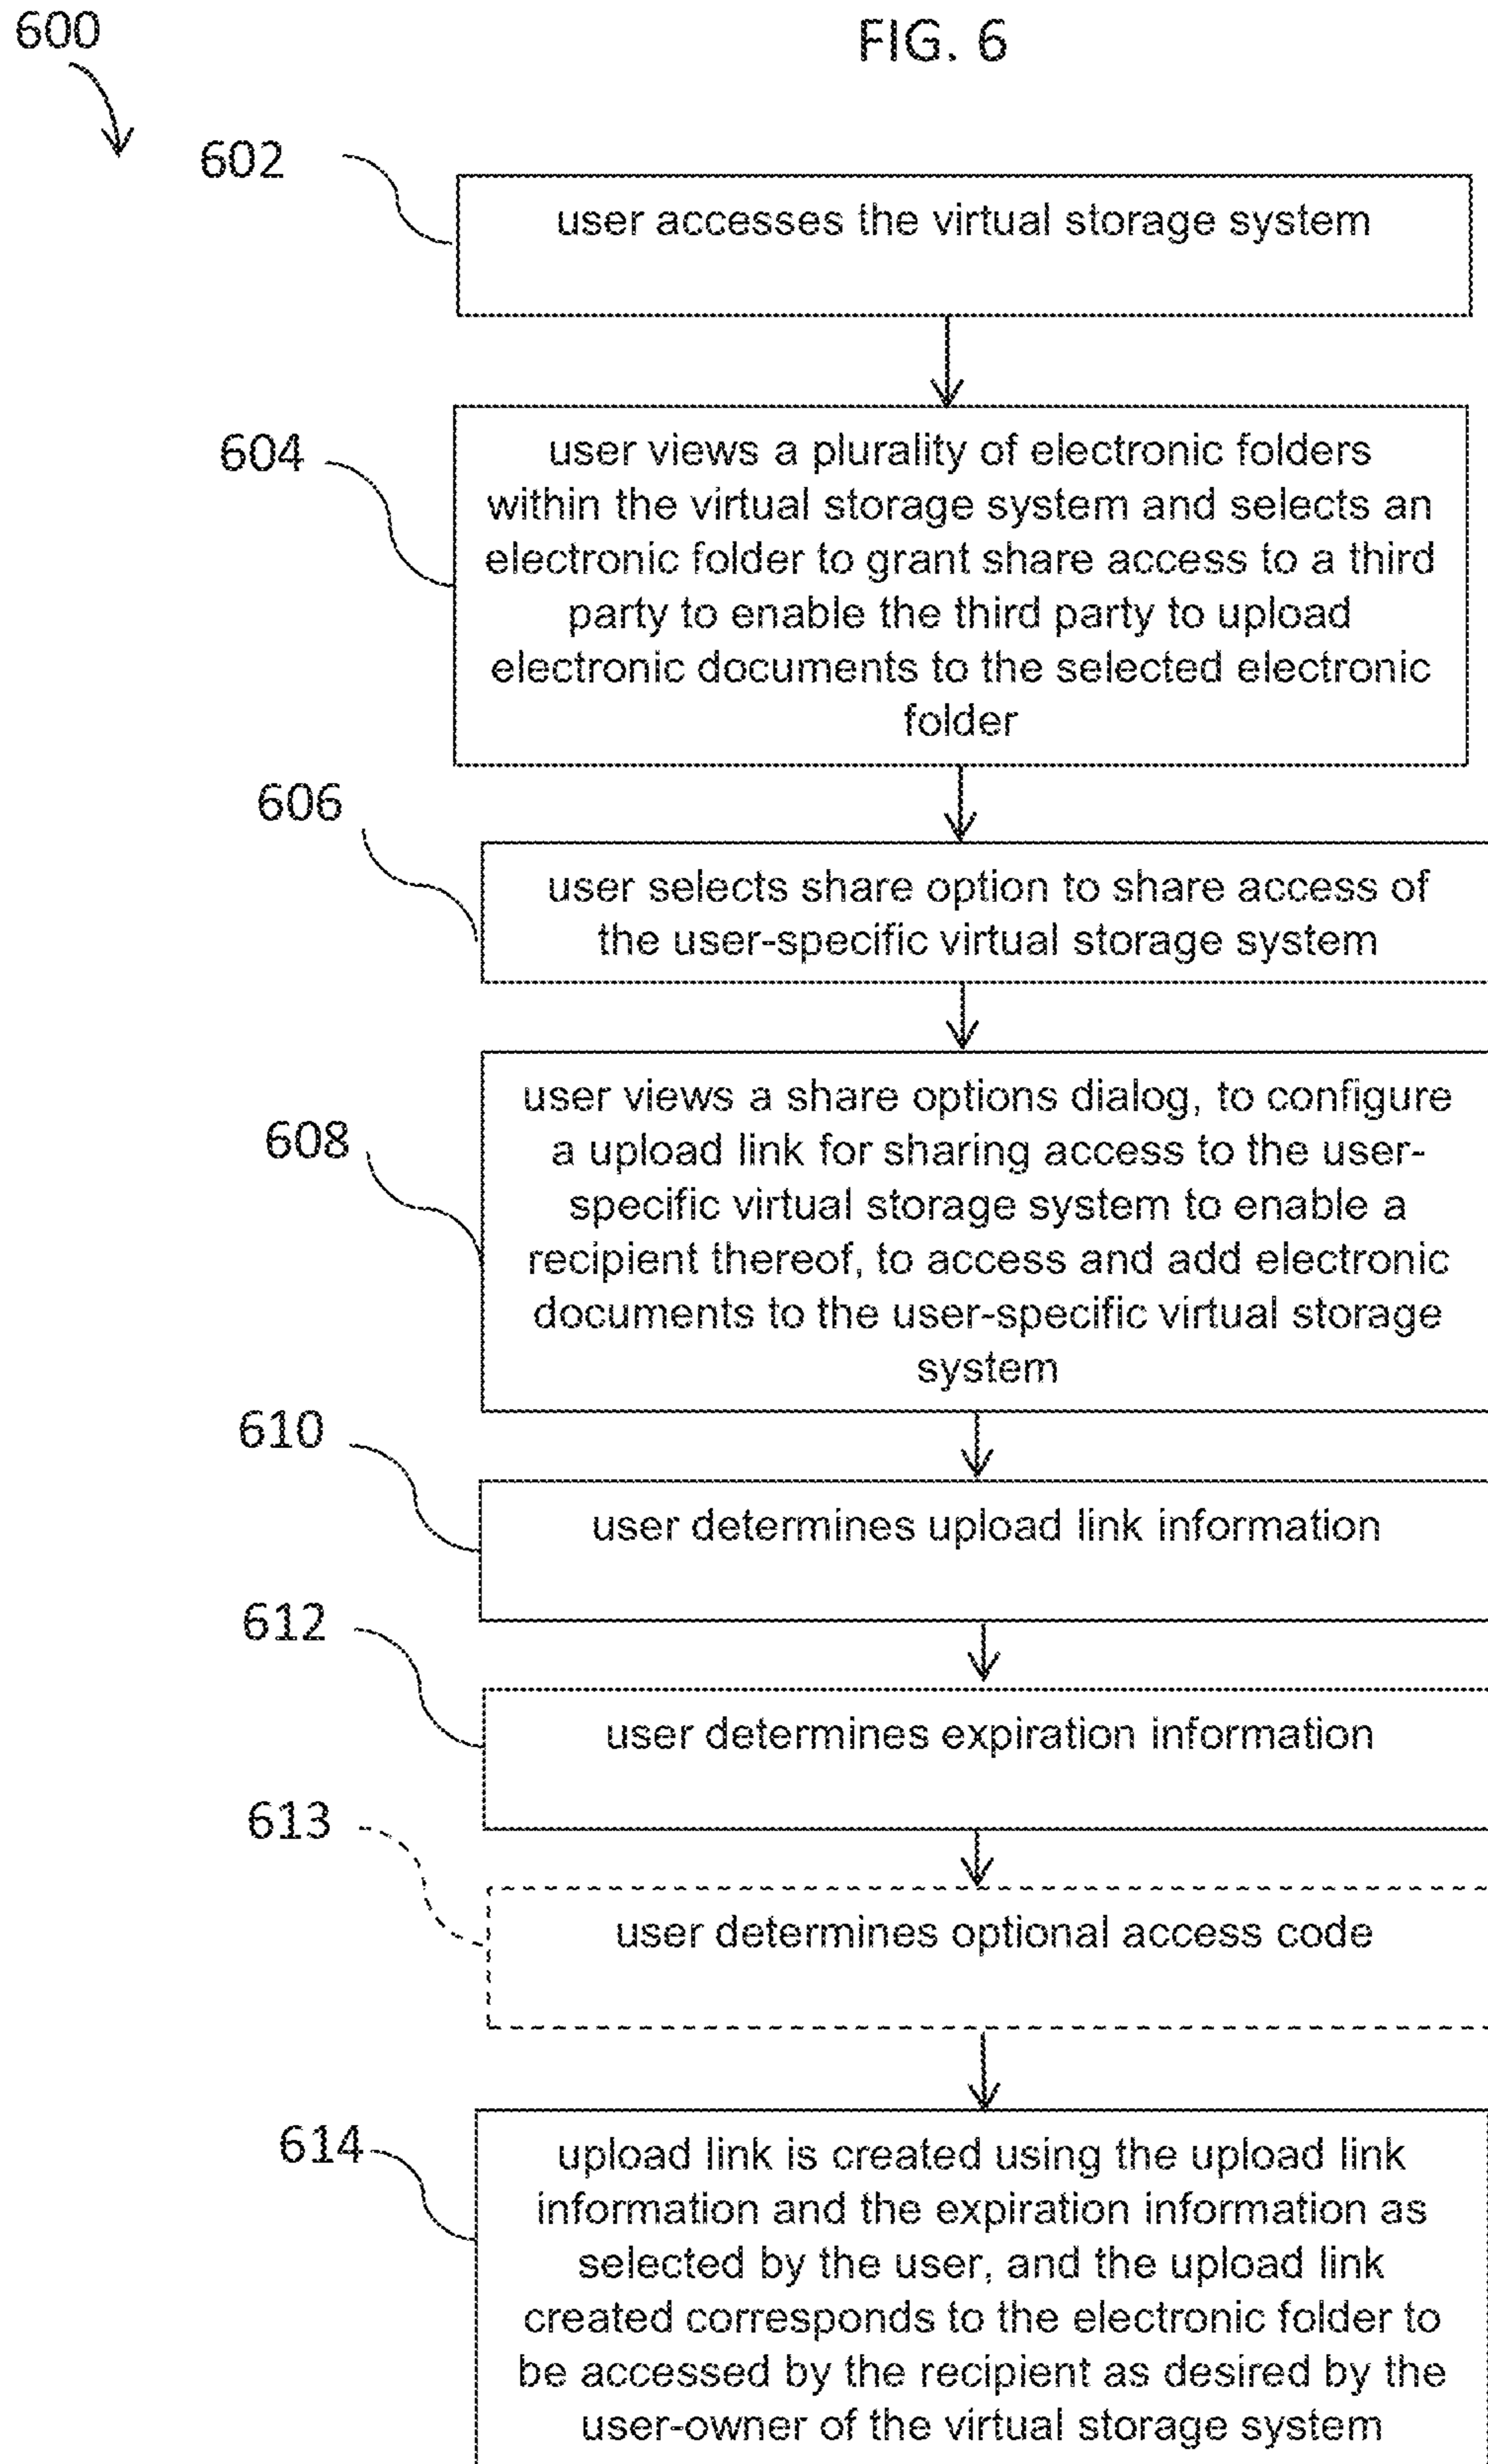 600
FIG. 6
602
user accesses the virtual storage system
604
user views a plurality of electronic folders
within the virtual storage system and selects an
electronic folder to grant share access to a third
party to enable the third party to upload
electronic documents to the selected electronic
folder
606
user selects share option to share access of
the user-specific virtual storage system
608
user views a share options dialog, to configure
a upload link for sharing access to the user-
specific virtual storage system to enable a
recipient thereof, to access and add electronic
documents to the user-specific virtual storage
system
610
user determines upload link information
612
user determines expiration information
613
user determines optional access code
614
upload link is created using the upload link
information and the expiration information as
selected by the user, and the upload link
created corresponds to the electronic folder to
be accessed by the recipient as desired by the
user-owner of the virtual storage system